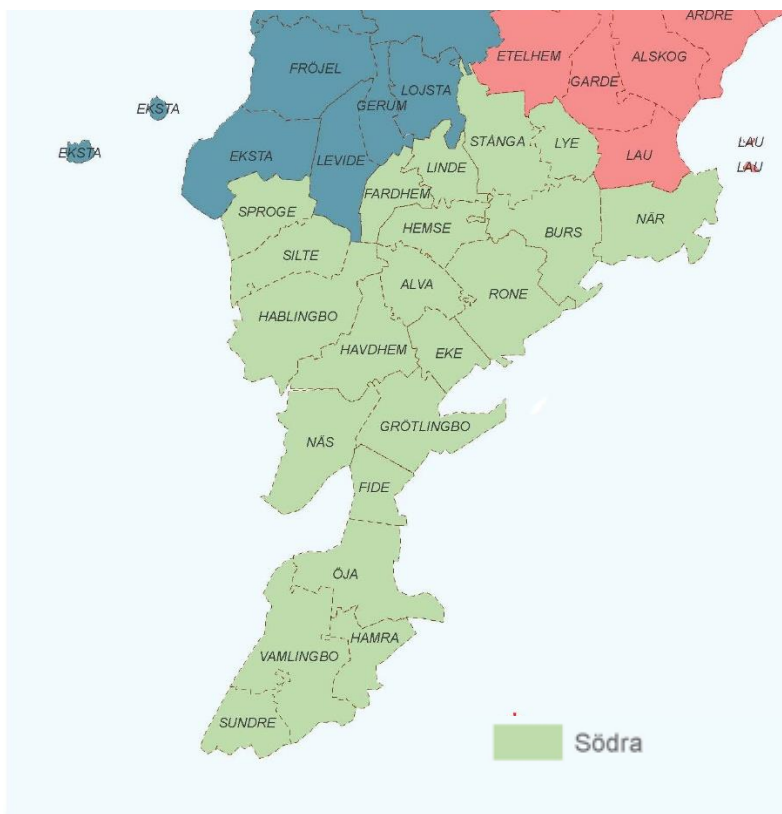 ARDRE
ETELHEM
ALSKOG
FRÖJEL
GARDE
LOJSTA
GERUM
EKSTA
STÅNGA
LYE
LAU
EKSTA
EKSTA
LEVIDE
LINDE
LAU
LAU
FARDHEM
SPROGE
NÄR
HEMSE
BURS
SILTE
ALVA
RONE
HABLINGBO
HAVDHEM
EKE
GRÖTLINGBO
NÄS
FIDE
ÖJA
HAMRA
VAMLINGBO
SUNDRE
Södra